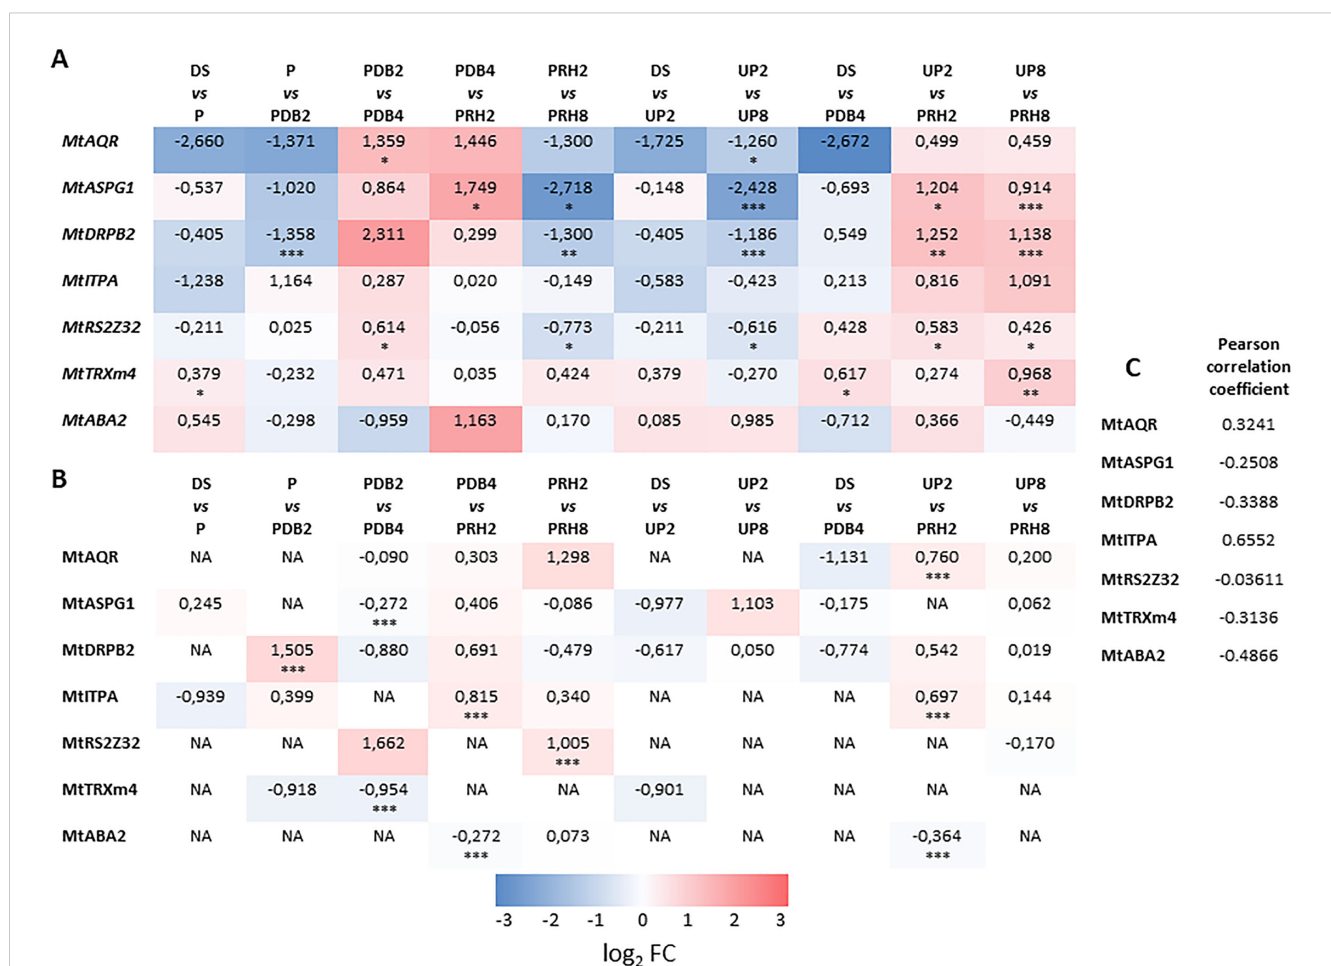 A
DS P PDB2 PDB4 PRH2 DS UP2 DS UP2 UP8
vs vs vs vs vs vs vs vs vs vs
P PDB2 PDB4 PRH2 PRH8 UP2 UP8 PDB4 PRH2 PRH8
MtAQR -2,660 -1,371 1,359 1,446 -1,300 -1,725 -1,260 -2,672 0,499 0,459
* *
MtASPG1 -0,537 -1,020 0,864 1,749 -2,718 -0,148 -2,428 -0,693 1,204 0,914
* * *** * ***
MtDRPB2 -0,405 -1,358 2,311 0,299 -1,300 -0,405 -1,186 0,549 1,252 1,138
*** ** *** ** ***
MtITPA -1,238 1,164 0,287 0,020 -0,149 -0,583 -0,423 0,213 0,816 1,091
MtRS2Z32 -0,211 0,025 0,614 -0,056 -0,773 -0,211 -0,616 0,428 0,583 0,426
* * * * *
MtTRXm4 0,379 -0,232 0,471 0,035 0,424 0,379 -0,270 0,617 0,274 0,968
* * **
MtABA2 0,545 -0,298 -0,959 1,163 0,170 0,085 0,985 -0,712 0,366 -0,449
B
DS P PDB2 PDB4 PRH2 DS UP2 DS UP2 UP8
vs vs vs vs vs vs vs vs vs vs
P PDB2 PDB4 PRH2 PRH8 UP2 UP8 PDB4 PRH2 PRH8
MtAQR NA NA -0,090 0,303 1,298 NA NA -1,131 0,760 0,200
***
MtASPG1 0,245 NA -0,272 0,406 -0,086 -0,977 1,103 -0,175 NA 0,062
***
MtDRPB2 NA 1,505 -0,880 0,691 -0,479 -0,617 0,050 -0,774 0,542 0,019
***
MtITPA -0,939 0,399 NA 0,815 0,340 NA NA NA 0,697 0,144
*** ***
MtRS2Z32 NA NA 1,662 NA 1,005 NA NA NA NA -0,170
***
MtTRXm4 NA -0,918 -0,954 NA NA -0,901 NA NA NA NA
***
MtABA2 NA NA NA -0,272 0,073 NA NA NA -0,364 NA
*** ***
-3 -2 -1 0 1 2 3
log₂ FC
C
Pearson
correlation
coefficient
MtAQR 0.3241
MtASPG1 -0.2508
MtDRPB2 -0.3388
MtITPA 0.6552
MtRS2Z32 -0.03611
MtTRXm4 -0.3136
MtABA2 -0.4866